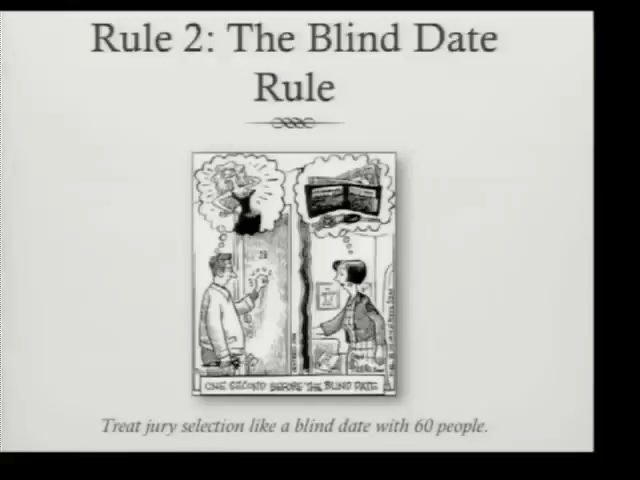 Rule 2: The Blind Date
Rule
ONE SECOND BEFORE THE BLIND DATE
Treat jury selection like a blind date with 60 people.